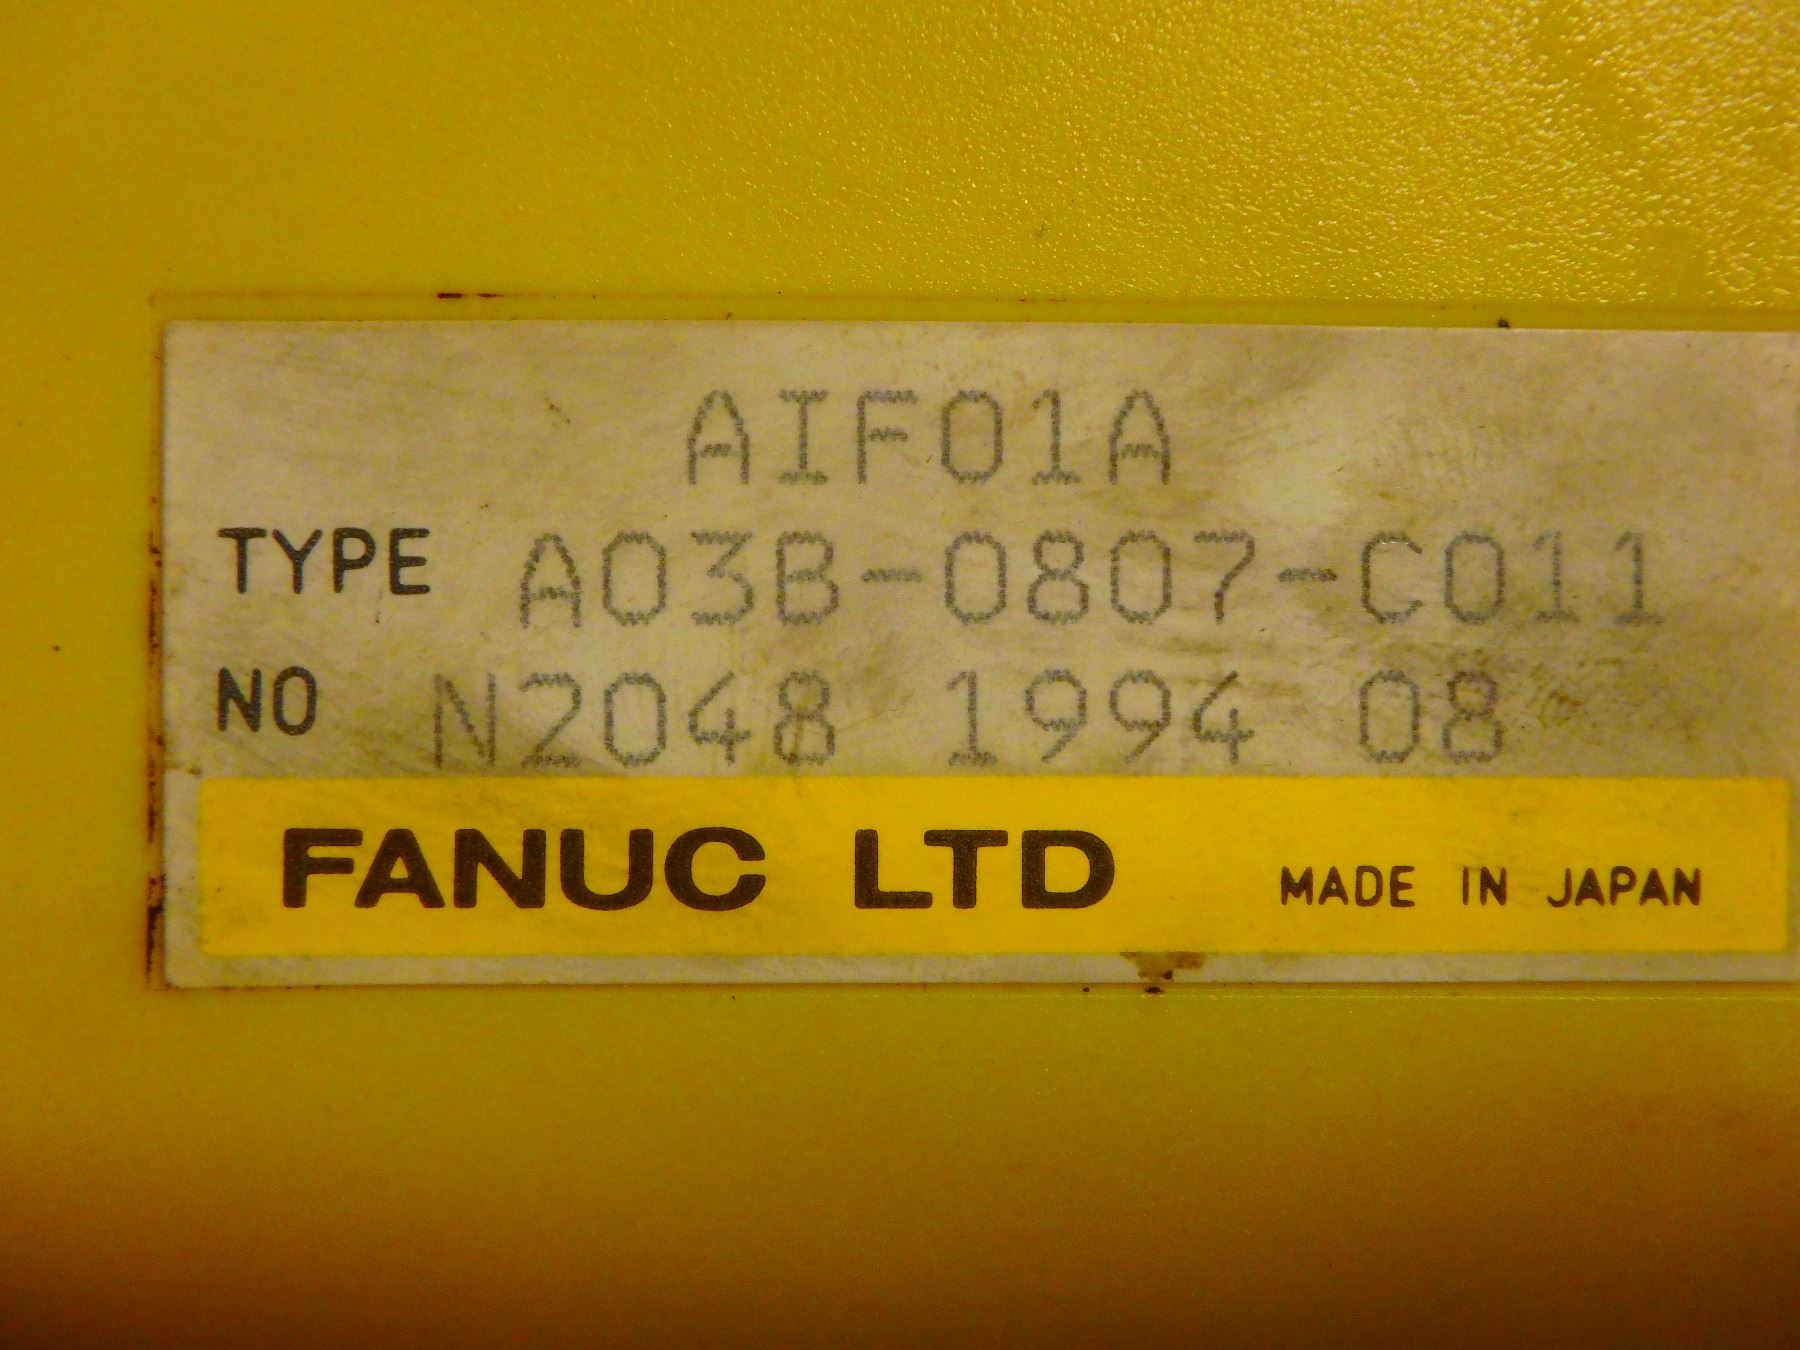 AIF01A
TYPE A03B-0807-C011
NO N2048 1994 08
FANUC LTD MADE IN JAPAN